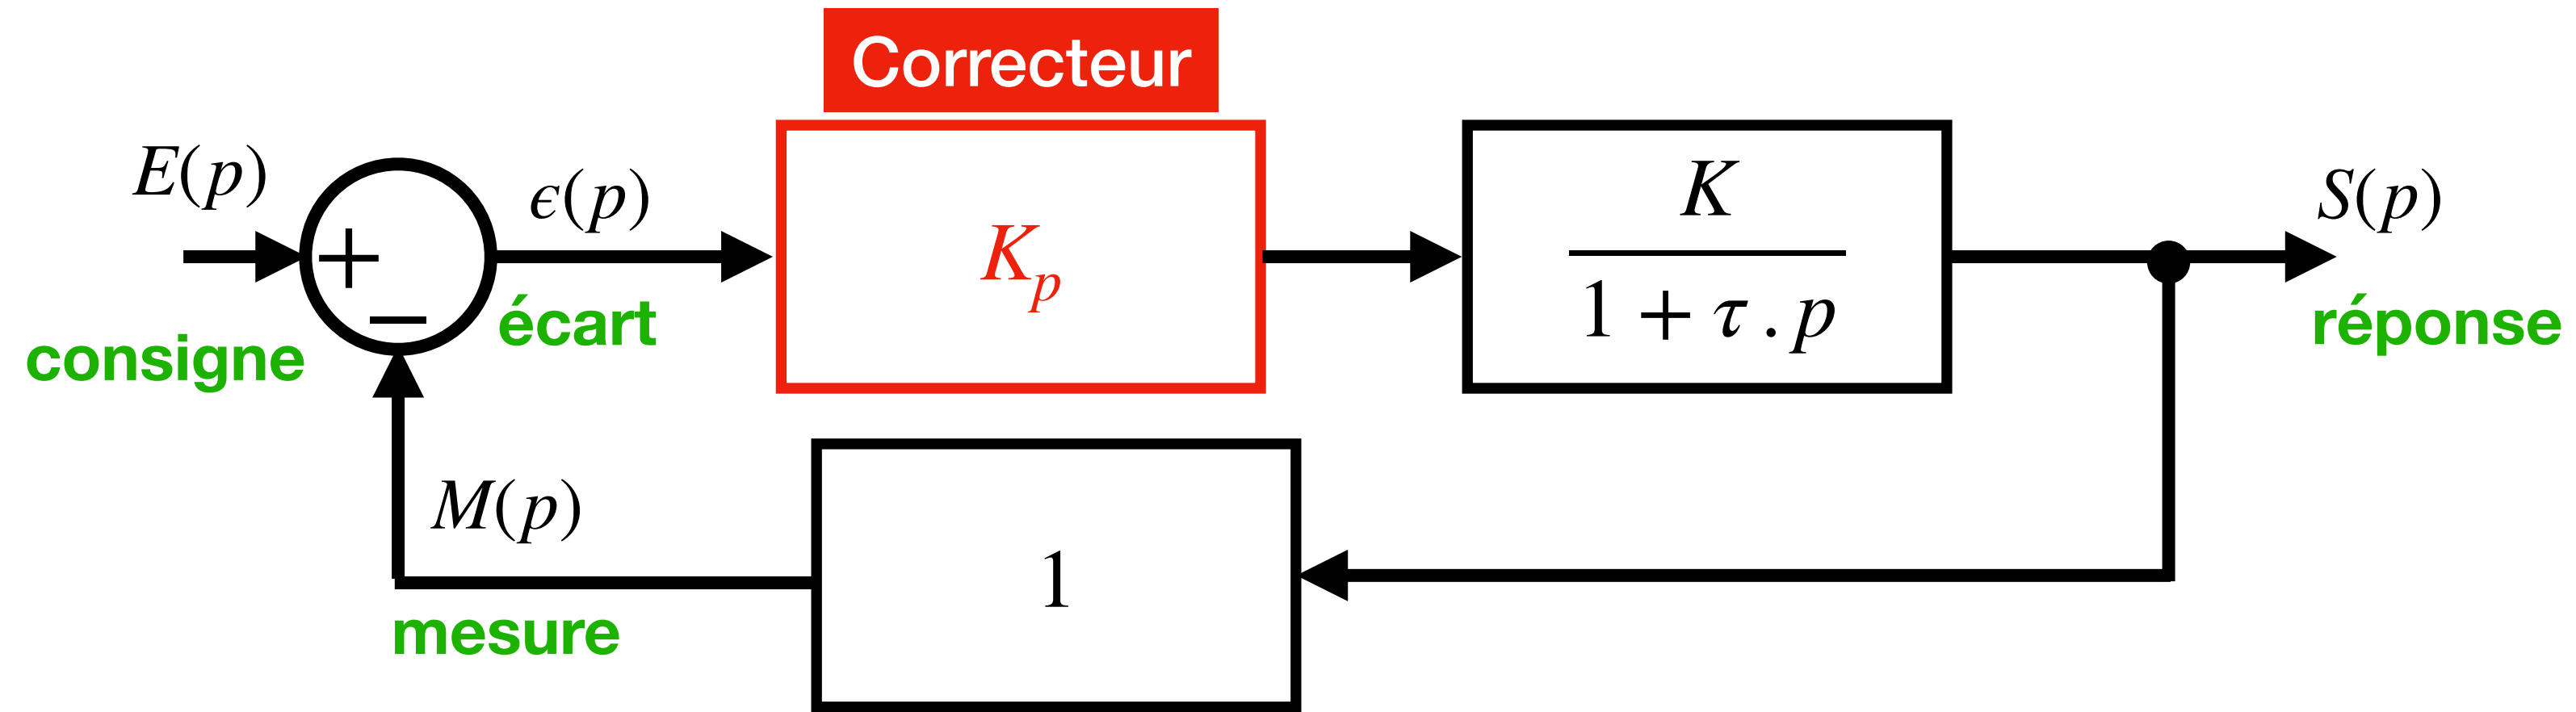 Correcteur
E(p)
+
−
consigne
ϵ(p)
écart
K_p
K
1 + τ . p
S(p)
réponse
M(p)
mesure
1